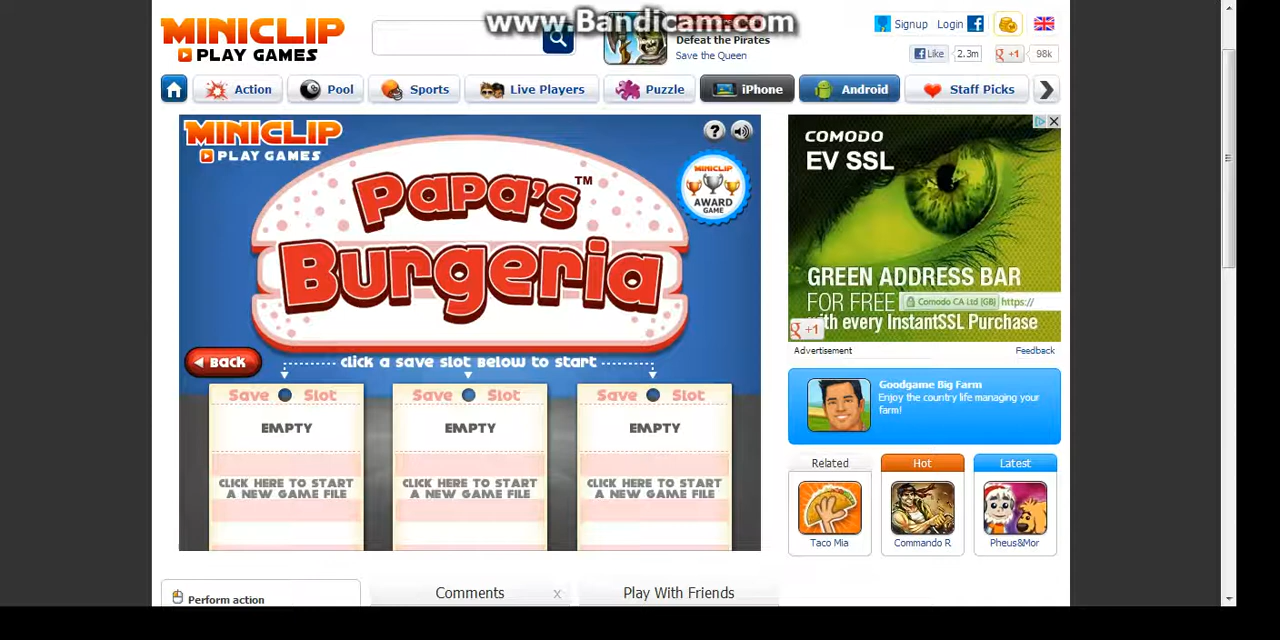 www.Bandicam.com
MINICLIP
PLAY GAMES
Defeat the Pirates
Save the Queen
Signup Login
Like 2.3m +1 98k
Action Pool Sports Live Players Puzzle iPhone Android Staff Picks
MINICLIP
PLAY GAMES
?
Papa's™
Burgeria
MINICLIP
AWARD
GAME
BACK
CLICK A SAVE SLOT BELOW TO START
Save Slot
EMPTY
CLICK HERE TO START
A NEW GAME FILE
Save Slot
EMPTY
CLICK HERE TO START
A NEW GAME FILE
Save Slot
EMPTY
CLICK HERE TO START
A NEW GAME FILE
COMODO
EV SSL
GREEN ADDRESS BAR
FOR FREE Comodo CA Ltd [GB] https://
with every InstantSSL Purchase
g +1
Advertisement
Feedback
Goodgame Big Farm
Enjoy the country life managing your
farm!
Related Hot Latest
Taco Mia Commando R Pheus&Mor
Perform action
Comments x
Play With Friends